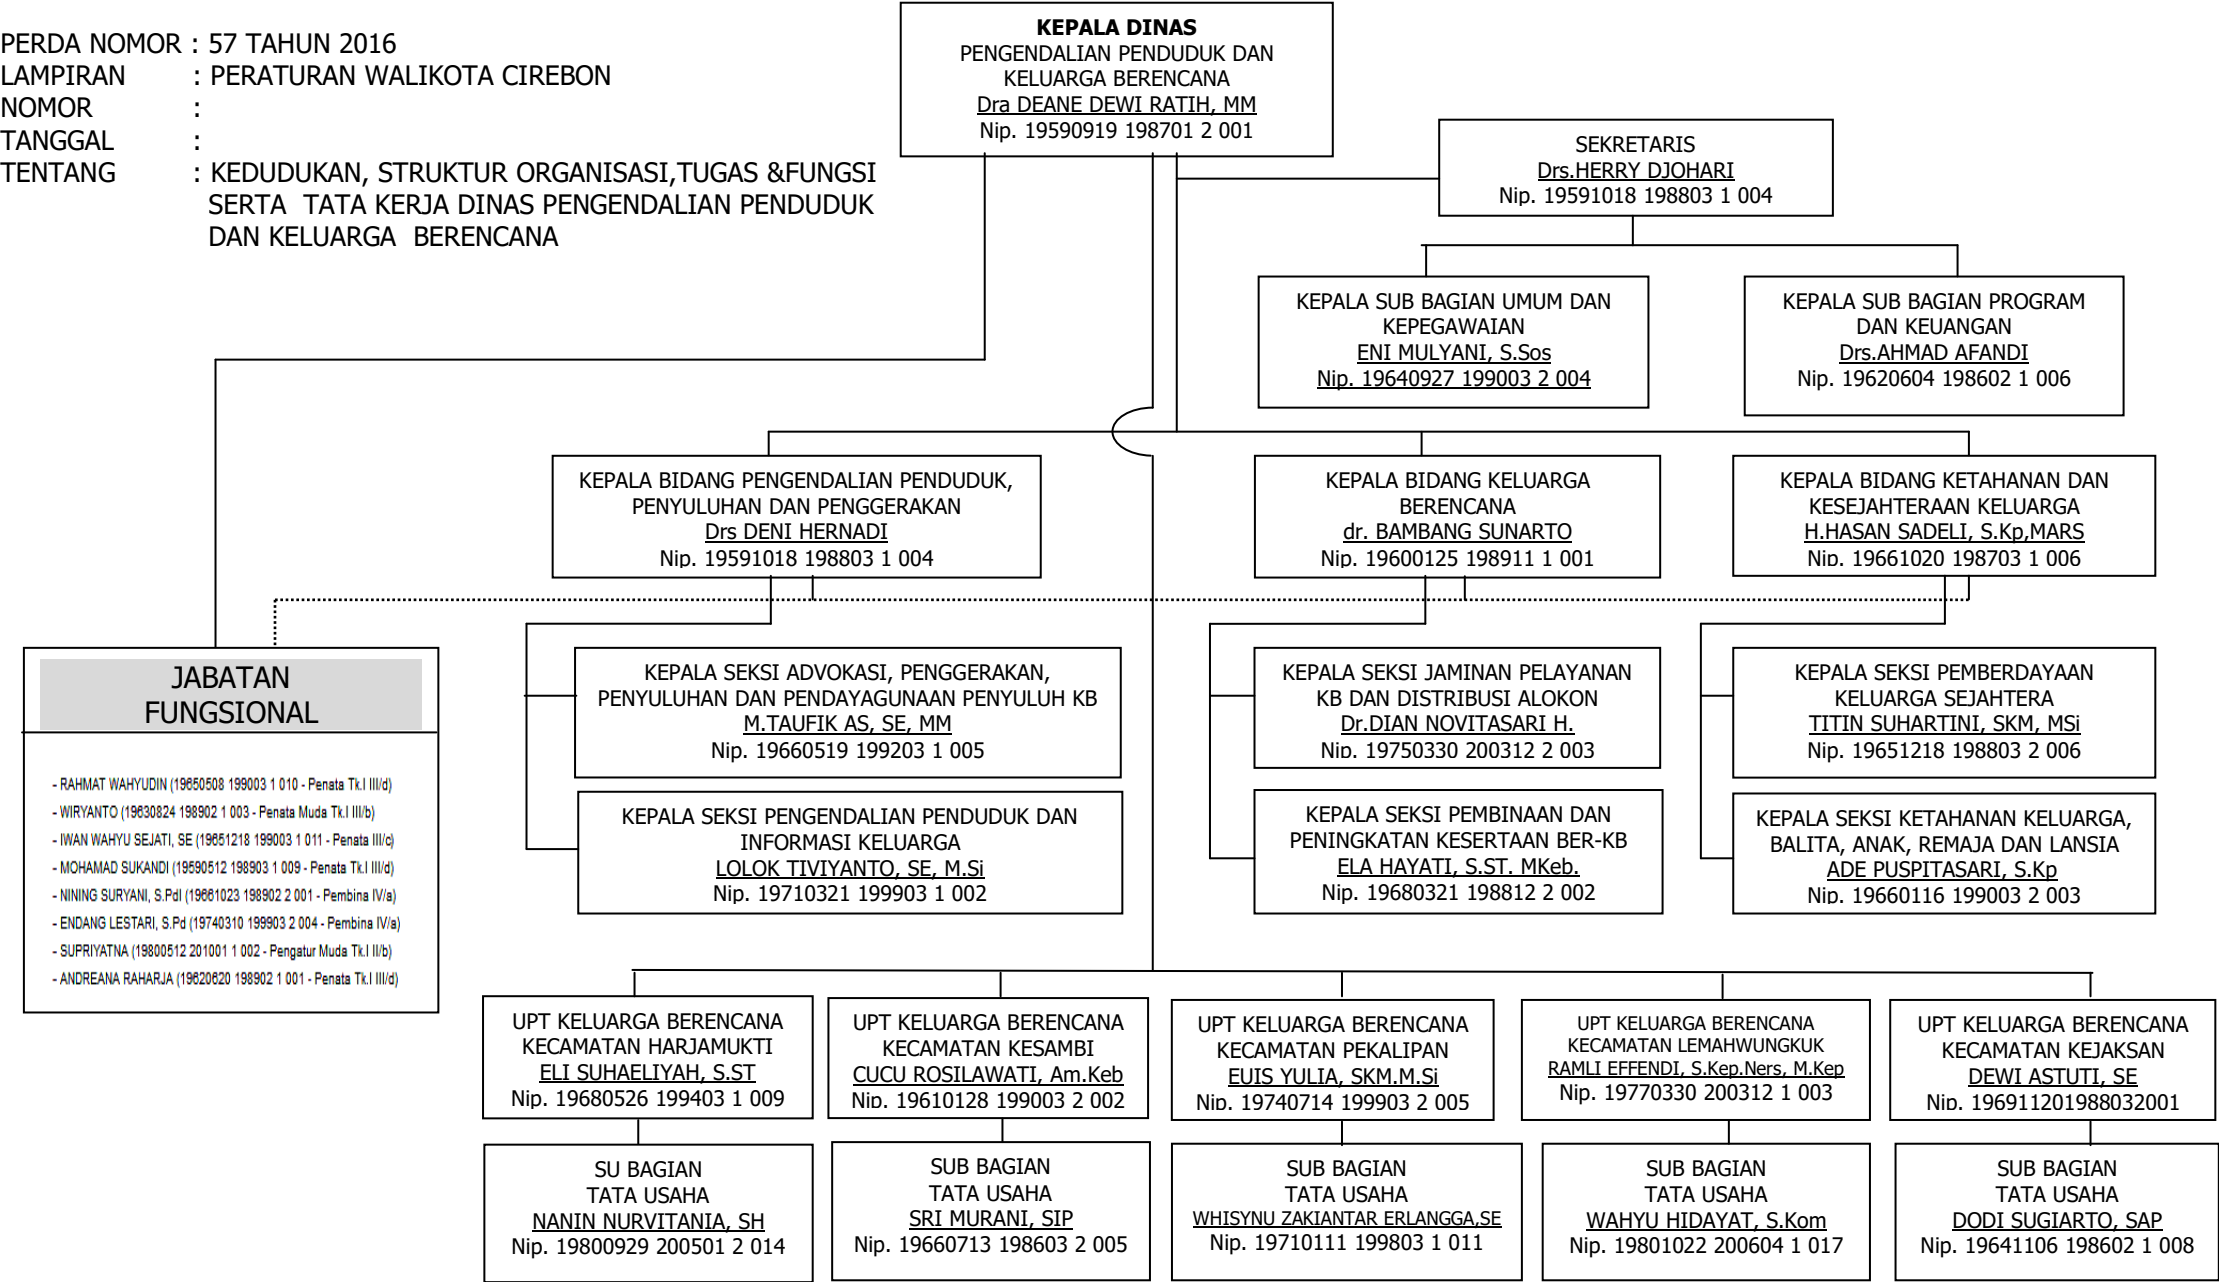 PERDA NOMOR : 57 TAHUN 2016
LAMPIRAN : PERATURAN WALIKOTA CIREBON
NOMOR :
TANGGAL :
TENTANG : KEDUDUKAN, STRUKTUR ORGANISASI,TUGAS &FUNGSI
SERTA TATA KERJA DINAS PENGENDALIAN PENDUDUK
DAN KELUARGA BERENCANA
KEPALA DINAS
PENGENDALIAN PENDUDUK DAN
KELUARGA BERENCANA
Dra DEANE DEWI RATIH, MM
Nip. 19590919 198701 2 001
SEKRETARIS
Drs.HERRY DJOHARI
Nip. 19591018 198803 1 004
KEPALA SUB BAGIAN UMUM DAN
KEPEGAWAIAN
ENI MULYANI, S.Sos
Nip. 19640927 199003 2 004
KEPALA SUB BAGIAN PROGRAM
DAN KEUANGAN
Drs.AHMAD AFANDI
Nip. 19620604 198602 1 006
KEPALA BIDANG PENGENDALIAN PENDUDUK,
PENYULUHAN DAN PENGGERAKAN
Drs DENI HERNADI
Nip. 19591018 198803 1 004
KEPALA BIDANG KELUARGA
BERENCANA
dr. BAMBANG SUNARTO
Nip. 19600125 198911 1 001
KEPALA BIDANG KETAHANAN DAN
KESEJAHTERAAN KELUARGA
H.HASAN SADELI, S.Kp,MARS
Nip. 19661020 198703 1 006
JABATAN
FUNGSIONAL
- RAHMAT WAHYUDIN (19650508 199003 1 010 - Penata Tk.I III/d)
- WIRYANTO (19630824 198902 1 003 - Penata Muda Tk.I III/b)
- IWAN WAHYU SEJATI, SE (19651218 199003 1 011 - Penata III/c)
- MOHAMAD SUKANDI (19590512 198903 1 009 - Penata Tk.I III/d)
- NINING SURYANI, S.PdI (19661023 198902 2 001 - Pembina IV/a)
- ENDANG LESTARI, S.Pd (19740310 199903 2 004 - Pembina IV/a)
- SUPRIYATNA (19800512 201001 1 002 - Pengatur Muda Tk.I II/b)
- ANDREANA RAHARJA (19620620 198902 1 001 - Penata Tk.I III/d)
KEPALA SEKSI ADVOKASI, PENGGERAKAN,
PENYULUHAN DAN PENDAYAGUNAAN PENYULUH KB
M.TAUFIK AS, SE, MM
Nip. 19660519 199203 1 005
KEPALA SEKSI JAMINAN PELAYANAN
KB DAN DISTRIBUSI ALOKON
Dr.DIAN NOVITASARI H.
Nip. 19750330 200312 2 003
KEPALA SEKSI PEMBERDAYAAN
KELUARGA SEJAHTERA
TITIN SUHARTINI, SKM, MSi
Nip. 19651218 198803 2 006
KEPALA SEKSI PENGENDALIAN PENDUDUK DAN
INFORMASI KELUARGA
LOLOK TIVIYANTO, SE, M.Si
Nip. 19710321 199903 1 002
KEPALA SEKSI PEMBINAAN DAN
PENINGKATAN KESERTAAN BER-KB
ELA HAYATI, S.ST. MKeb.
Nip. 19680321 198812 2 002
KEPALA SEKSI KETAHANAN KELUARGA,
BALITA, ANAK, REMAJA DAN LANSIA
ADE PUSPITASARI, S.Kp
Nip. 19660116 199003 2 003
UPT KELUARGA BERENCANA
KECAMATAN HARJAMUKTI
ELI SUHAELIYAH, S.ST
Nip. 19680526 199403 1 009
UPT KELUARGA BERENCANA
KECAMATAN KESAMBI
CUCU ROSILAWATI, Am.Keb
Nip. 19610128 199003 2 002
UPT KELUARGA BERENCANA
KECAMATAN PEKALIPAN
EUIS YULIA, SKM.M.Si
Nip. 19740714 199903 2 005
UPT KELUARGA BERENCANA
KECAMATAN LEMAHWUNGKUK
RAMLI EFFENDI, S.Kep.Ners, M.Kep
Nip. 19770330 200312 1 003
UPT KELUARGA BERENCANA
KECAMATAN KEJAKSAN
DEWI ASTUTI, SE
Nip. 196911201988032001
SU BAGIAN
TATA USAHA
NANIN NURVITANIA, SH
Nip. 19800929 200501 2 014
SUB BAGIAN
TATA USAHA
SRI MURANI, SIP
Nip. 19660713 198603 2 005
SUB BAGIAN
TATA USAHA
WHISYNU ZAKIANTAR ERLANGGA,SE
Nip. 19710111 199803 1 011
SUB BAGIAN
TATA USAHA
WAHYU HIDAYAT, S.Kom
Nip. 19801022 200604 1 017
SUB BAGIAN
TATA USAHA
DODI SUGIARTO, SAP
Nip. 19641106 198602 1 008